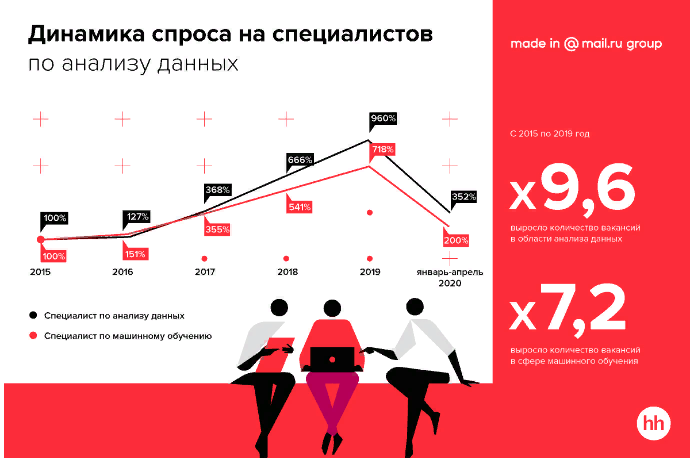 Динамика спроса на специалистов
по анализу данных
made in @mail.ru group
960%
С 2015 по 2019 год
718%
666%
x9,6
368%
352%
541%
100%
127%
355%
выросло количество вакансий
в области анализа данных
200%
100%
151%
2015 2016 2017 2018 2019 январь-апрель
2020
x7,2
Специалист по анализу данных
Специалист по машинному обучению
выросло количество вакансий
в сфере машинного обучения
hh